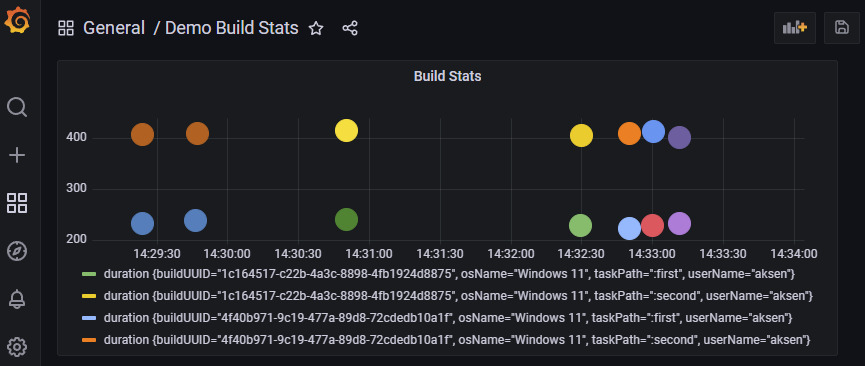 General / Demo Build Stats
Build Stats
400
300
200
14:29:30 14:30:00 14:30:30 14:31:00 14:31:30 14:32:00 14:32:30 14:33:00 14:33:30 14:34:00
duration {buildUUID="1c164517-c22b-4a3c-8898-4fb1924d8875", osName="Windows 11", taskPath=":first", userName="aksen"}
duration {buildUUID="1c164517-c22b-4a3c-8898-4fb1924d8875", osName="Windows 11", taskPath=":second", userName="aksen"}
duration {buildUUID="4f40b971-9c19-477a-89d8-72cdedb10a1f", osName="Windows 11", taskPath=":first", userName="aksen"}
duration {buildUUID="4f40b971-9c19-477a-89d8-72cdedb10a1f", osName="Windows 11", taskPath=":second", userName="aksen"}